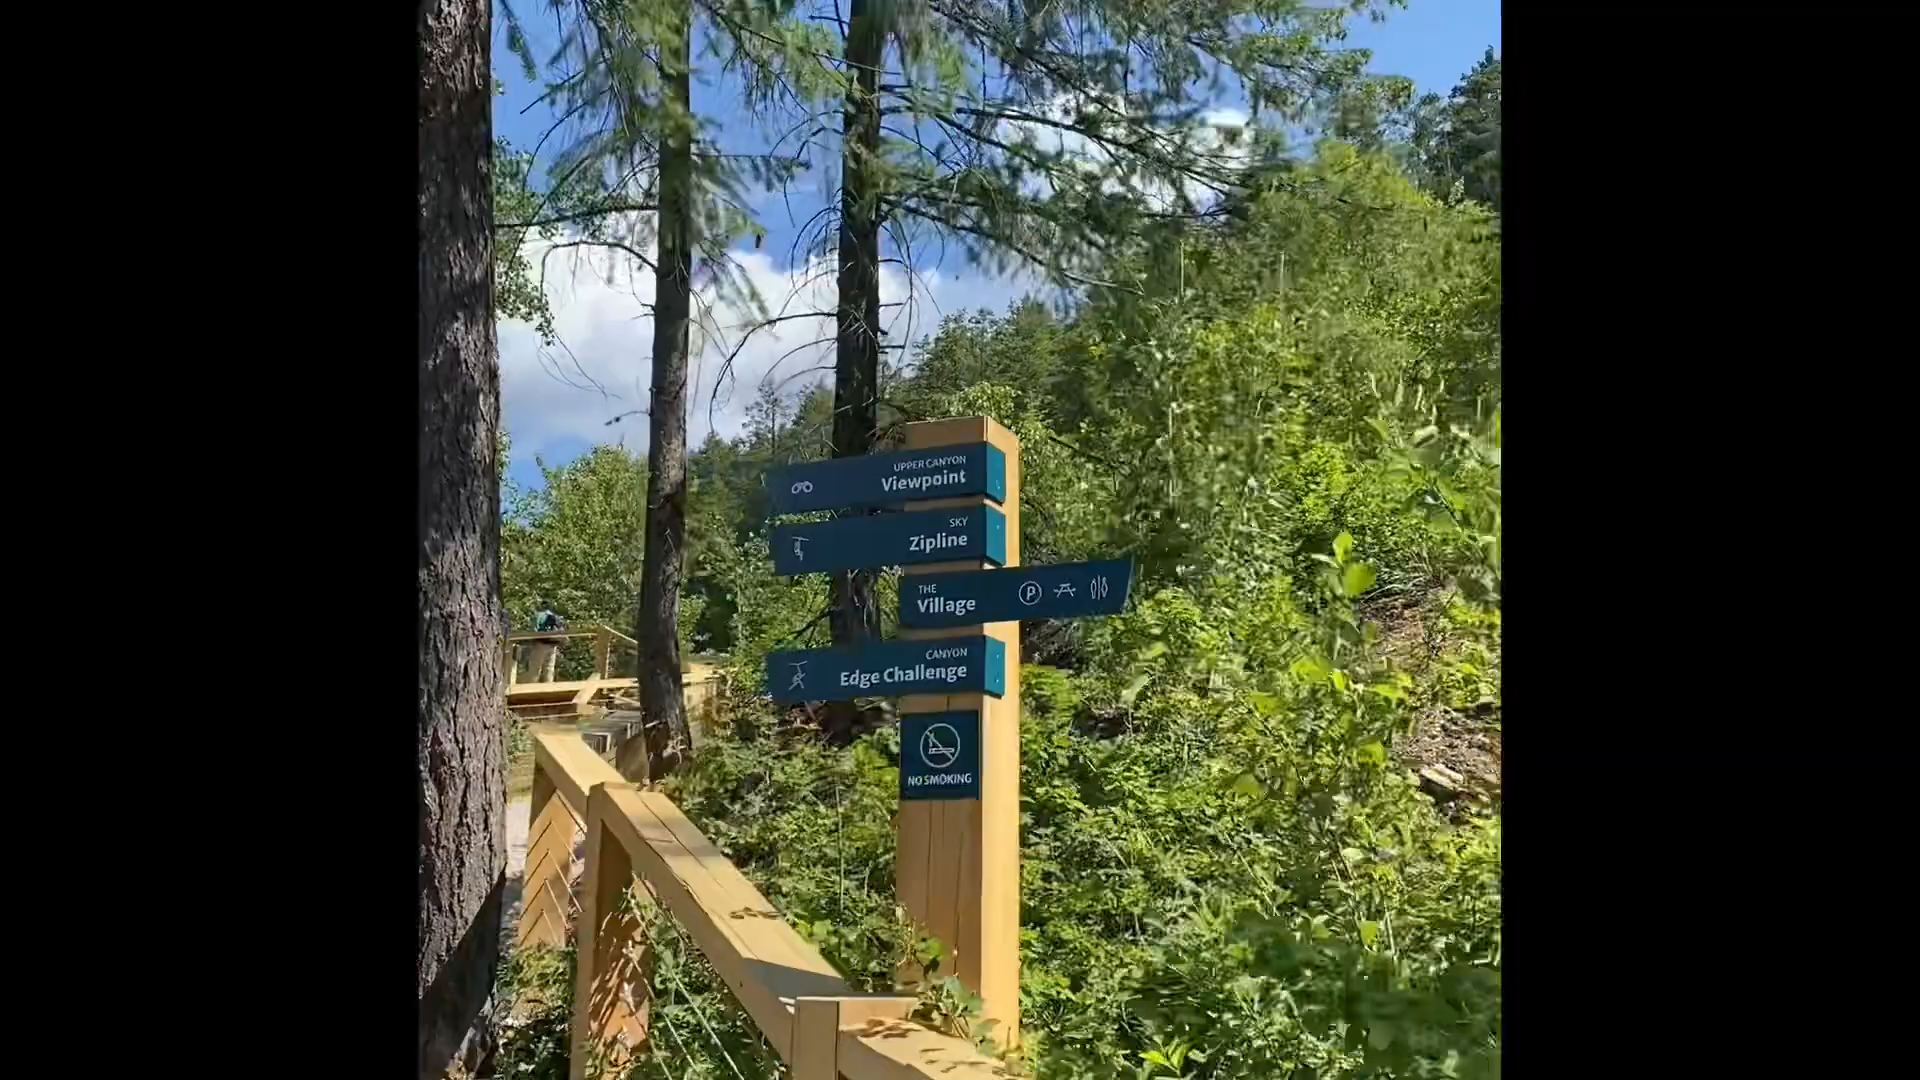 UPPER CANYON
Viewpoint
SKY
Zipline
THE
Village
P
CANYON
Edge Challenge
NO SMOKING